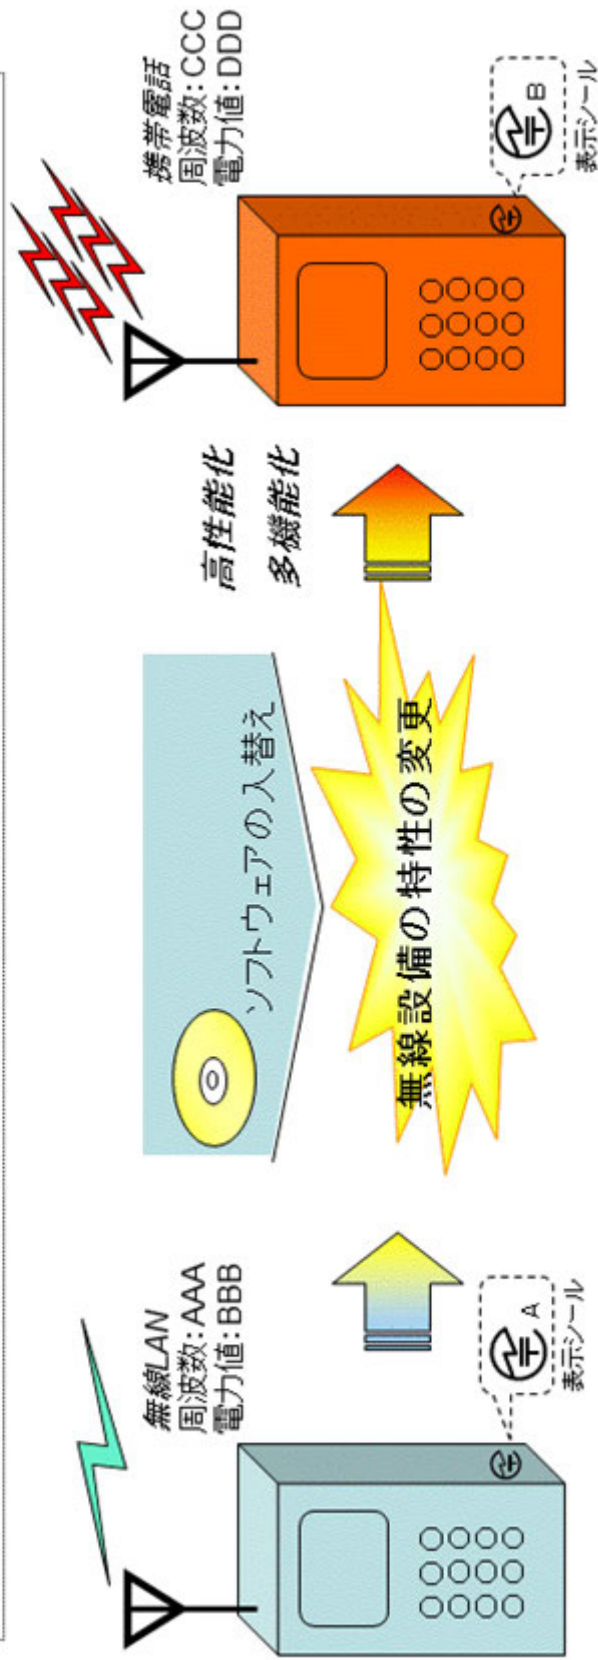 無線LAN
周波数:AAA
電力値:BBB
A
表示シール
ソフトウェアの入替え
無線設備の特性の変更
高性能化
多機能化
携帯電話
周波数:CCC
電力値:DDD
B
表示シール